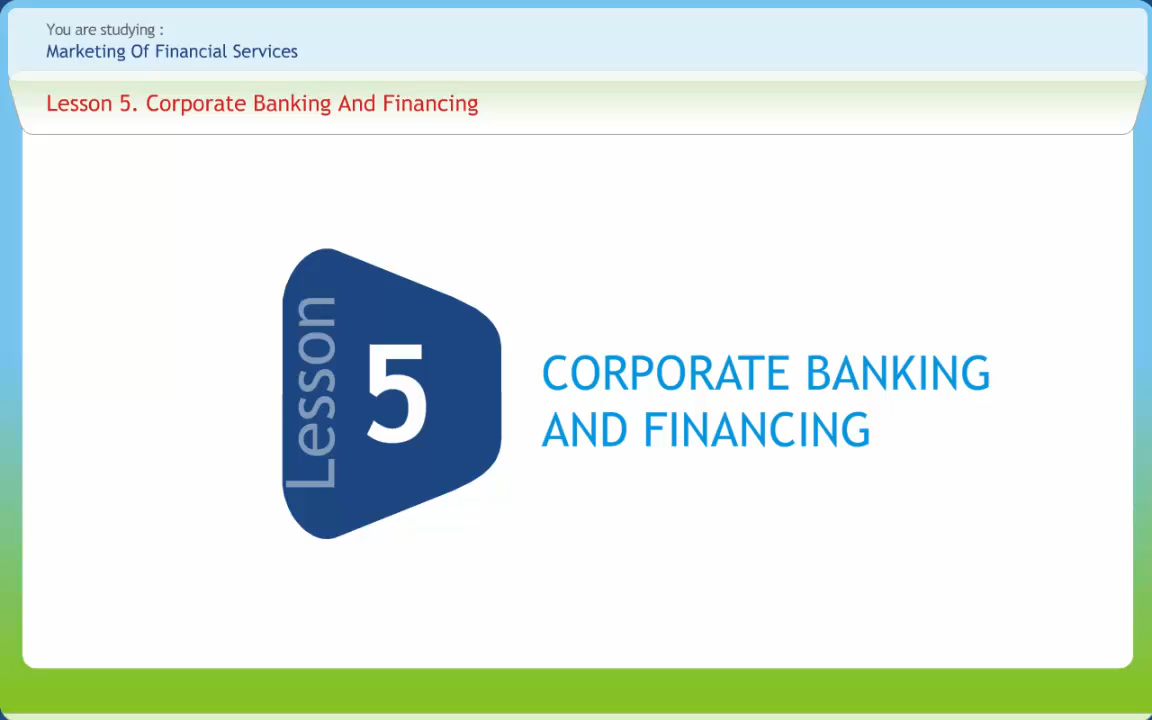 You are studying :
Marketing Of Financial Services
Lesson 5. Corporate Banking And Financing
Lesson
5
CORPORATE BANKING
AND FINANCING